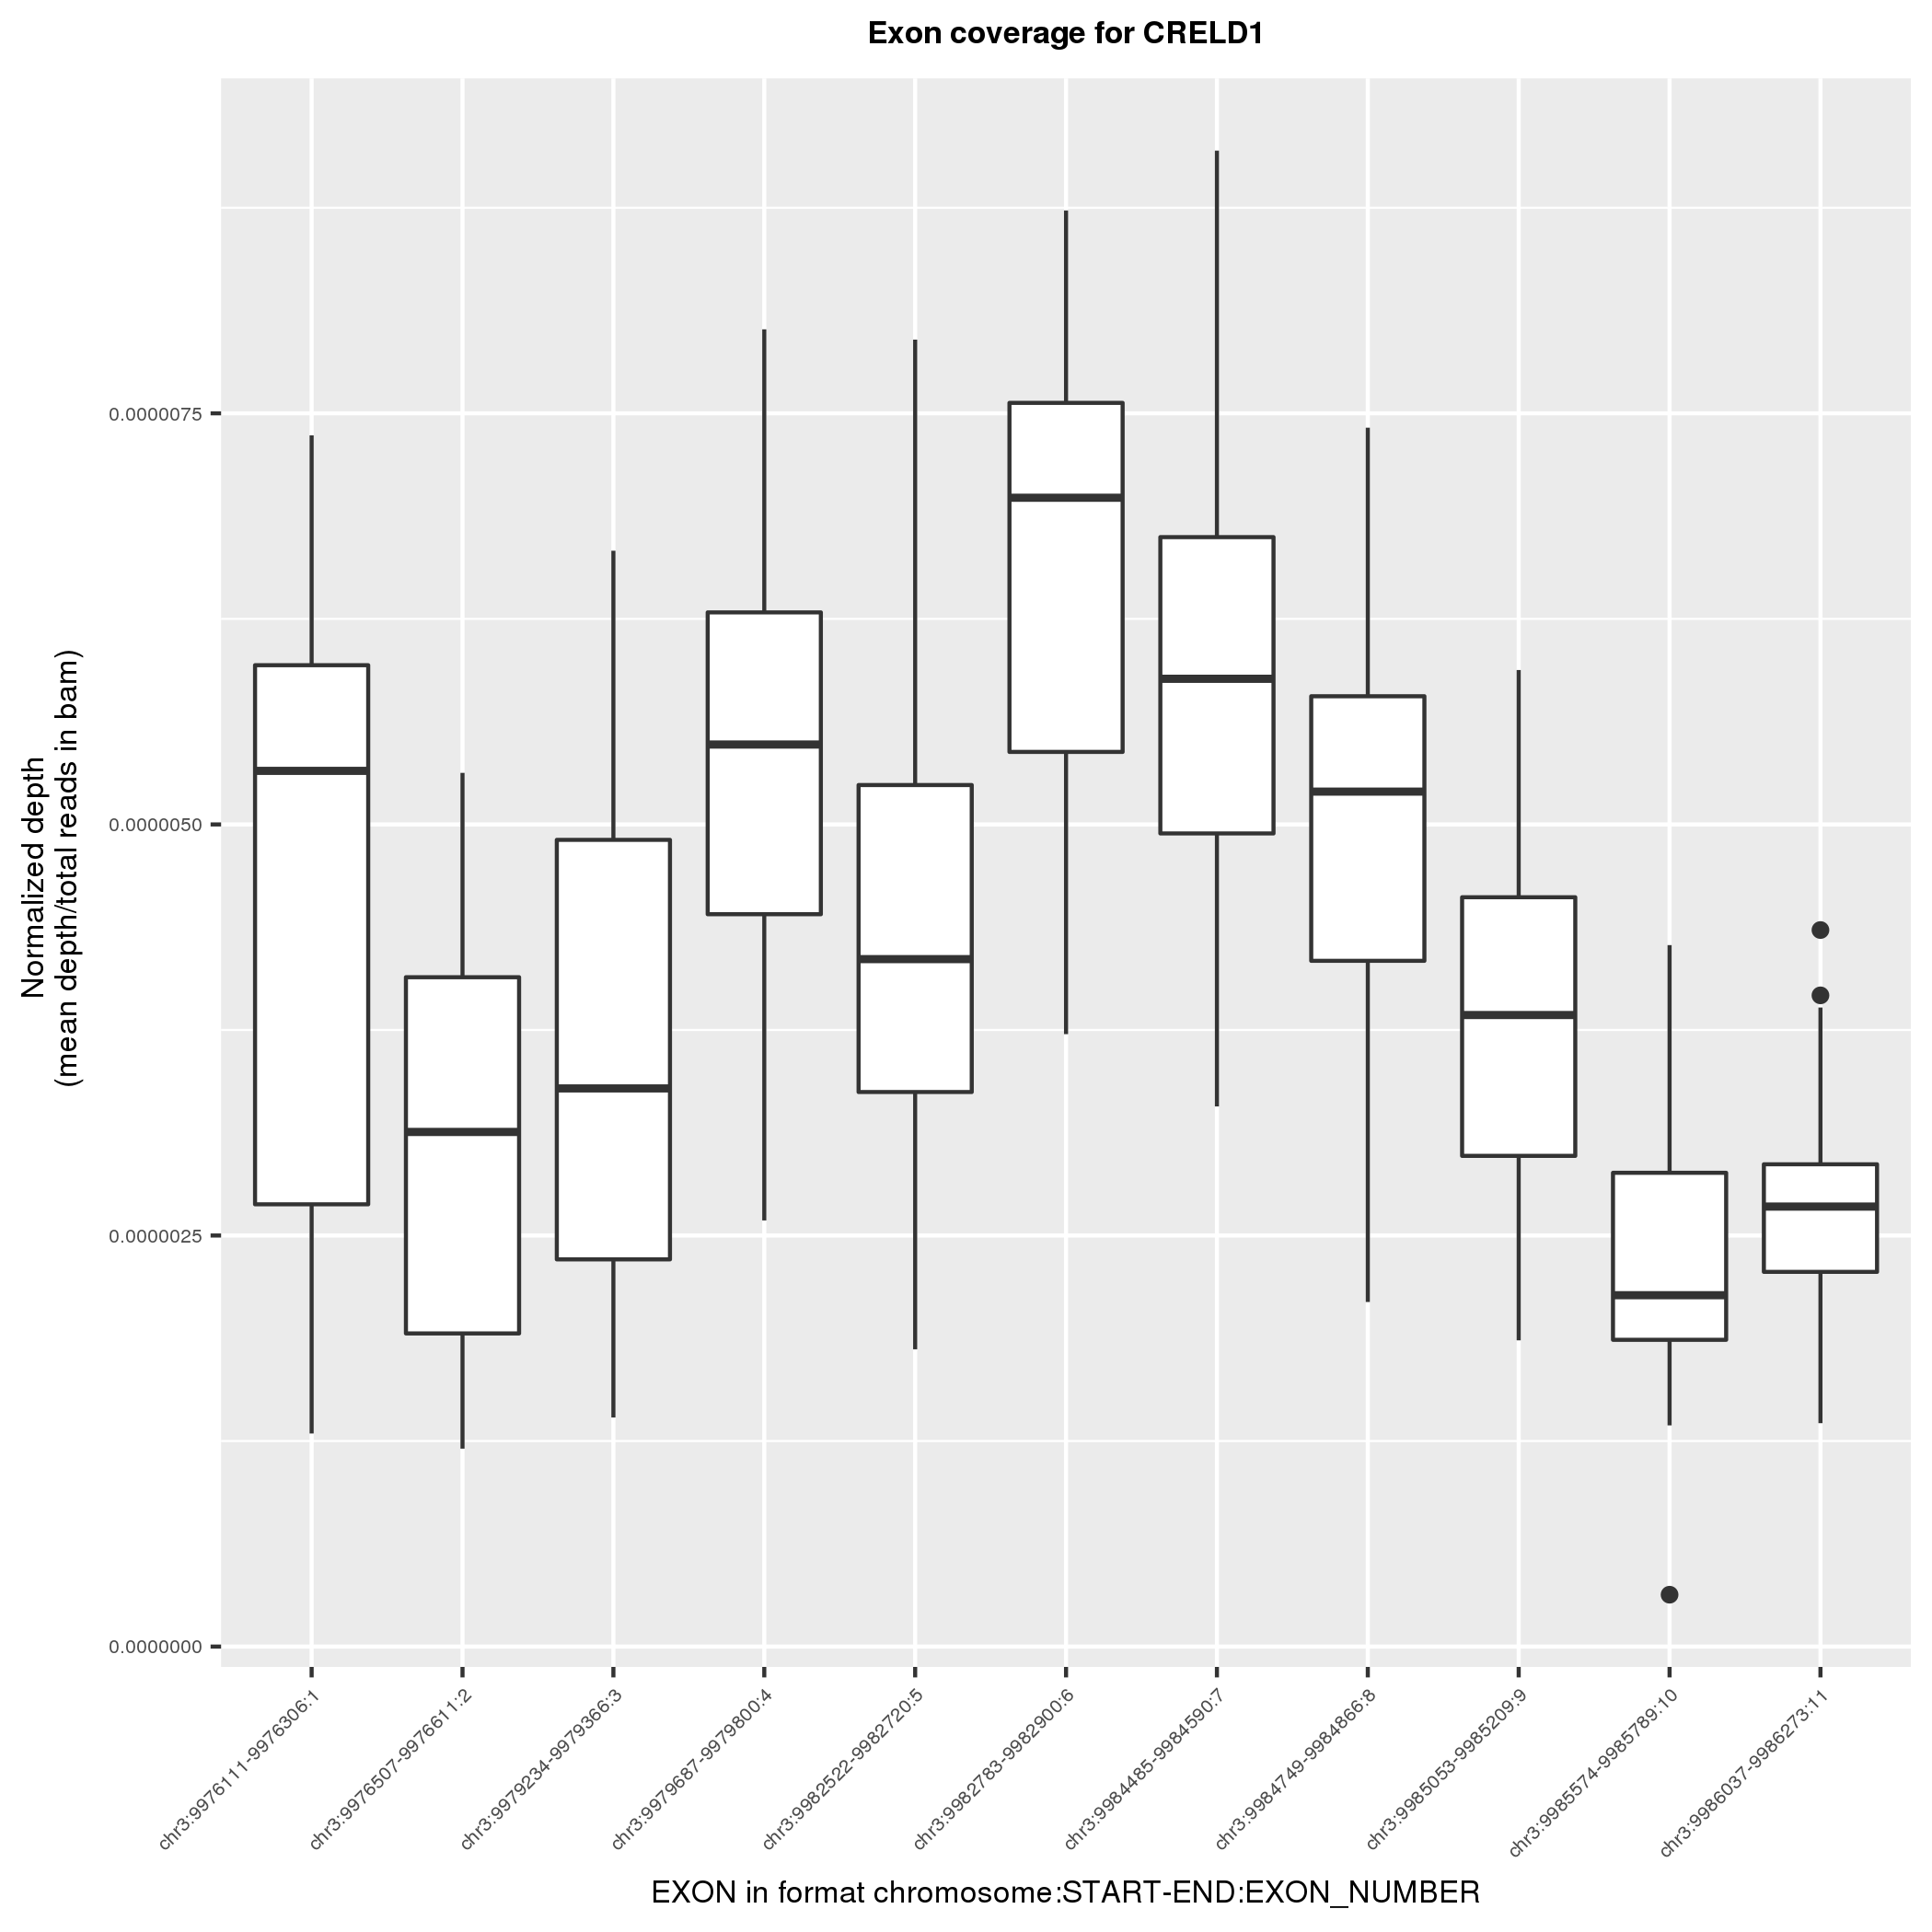 Exon coverage for CRELD1
Normalized depth
(mean depth/total reads in bam)
0.0000075
0.0000050
0.0000025
0.0000000
chr3:9976111-9976306:1
chr3:9976507-9976611:2
chr3:9979234-9979366:3
chr3:9979687-9979800:4
chr3:9982522-9982720:5
chr3:9982783-9982900:6
chr3:9984485-9984590:7
chr3:9984749-9984866:8
chr3:9985053-9985209:9
chr3:9985574-9985789:10
chr3:9986037-9986273:11
EXON in format chromosome:START-END:EXON_NUMBER